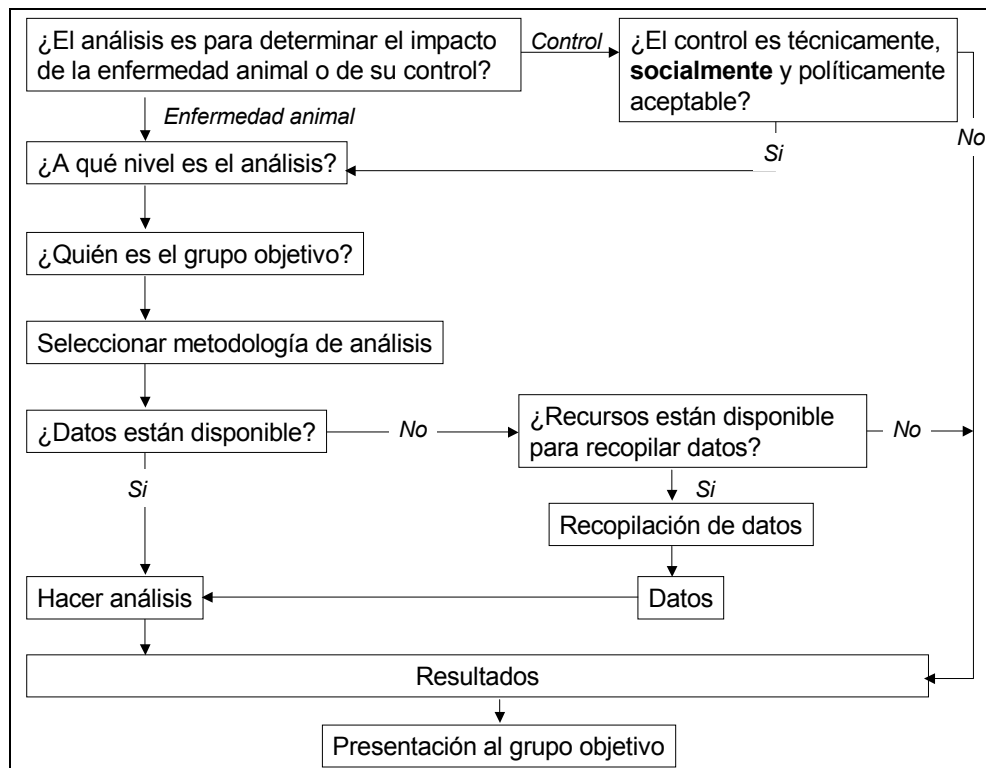 ¿El análisis es para determinar el impacto
de la enfermedad animal o de su control?
Control
¿El control es técnicamente,
socialmente y políticamente
aceptable?
Enfermedad animal
Si
No
¿A qué nivel es el análisis?
¿Quién es el grupo objetivo?
Seleccionar metodología de análisis
¿Datos están disponible?
No
¿Recursos están disponible
para recopilar datos?
No
Si
Si
Recopilación de datos
Hacer análisis
Datos
Resultados
Presentación al grupo objetivo